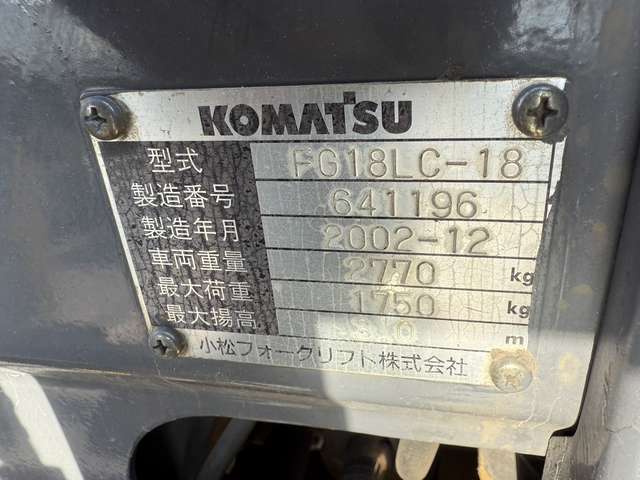 KOMATSU
型式 FG18LC-18
製造番号 641196
製造年月 2002-12
車両重量 2770 kg
最大荷重 1750 kg
最大揚高 m
小松フォークリフト株式会社